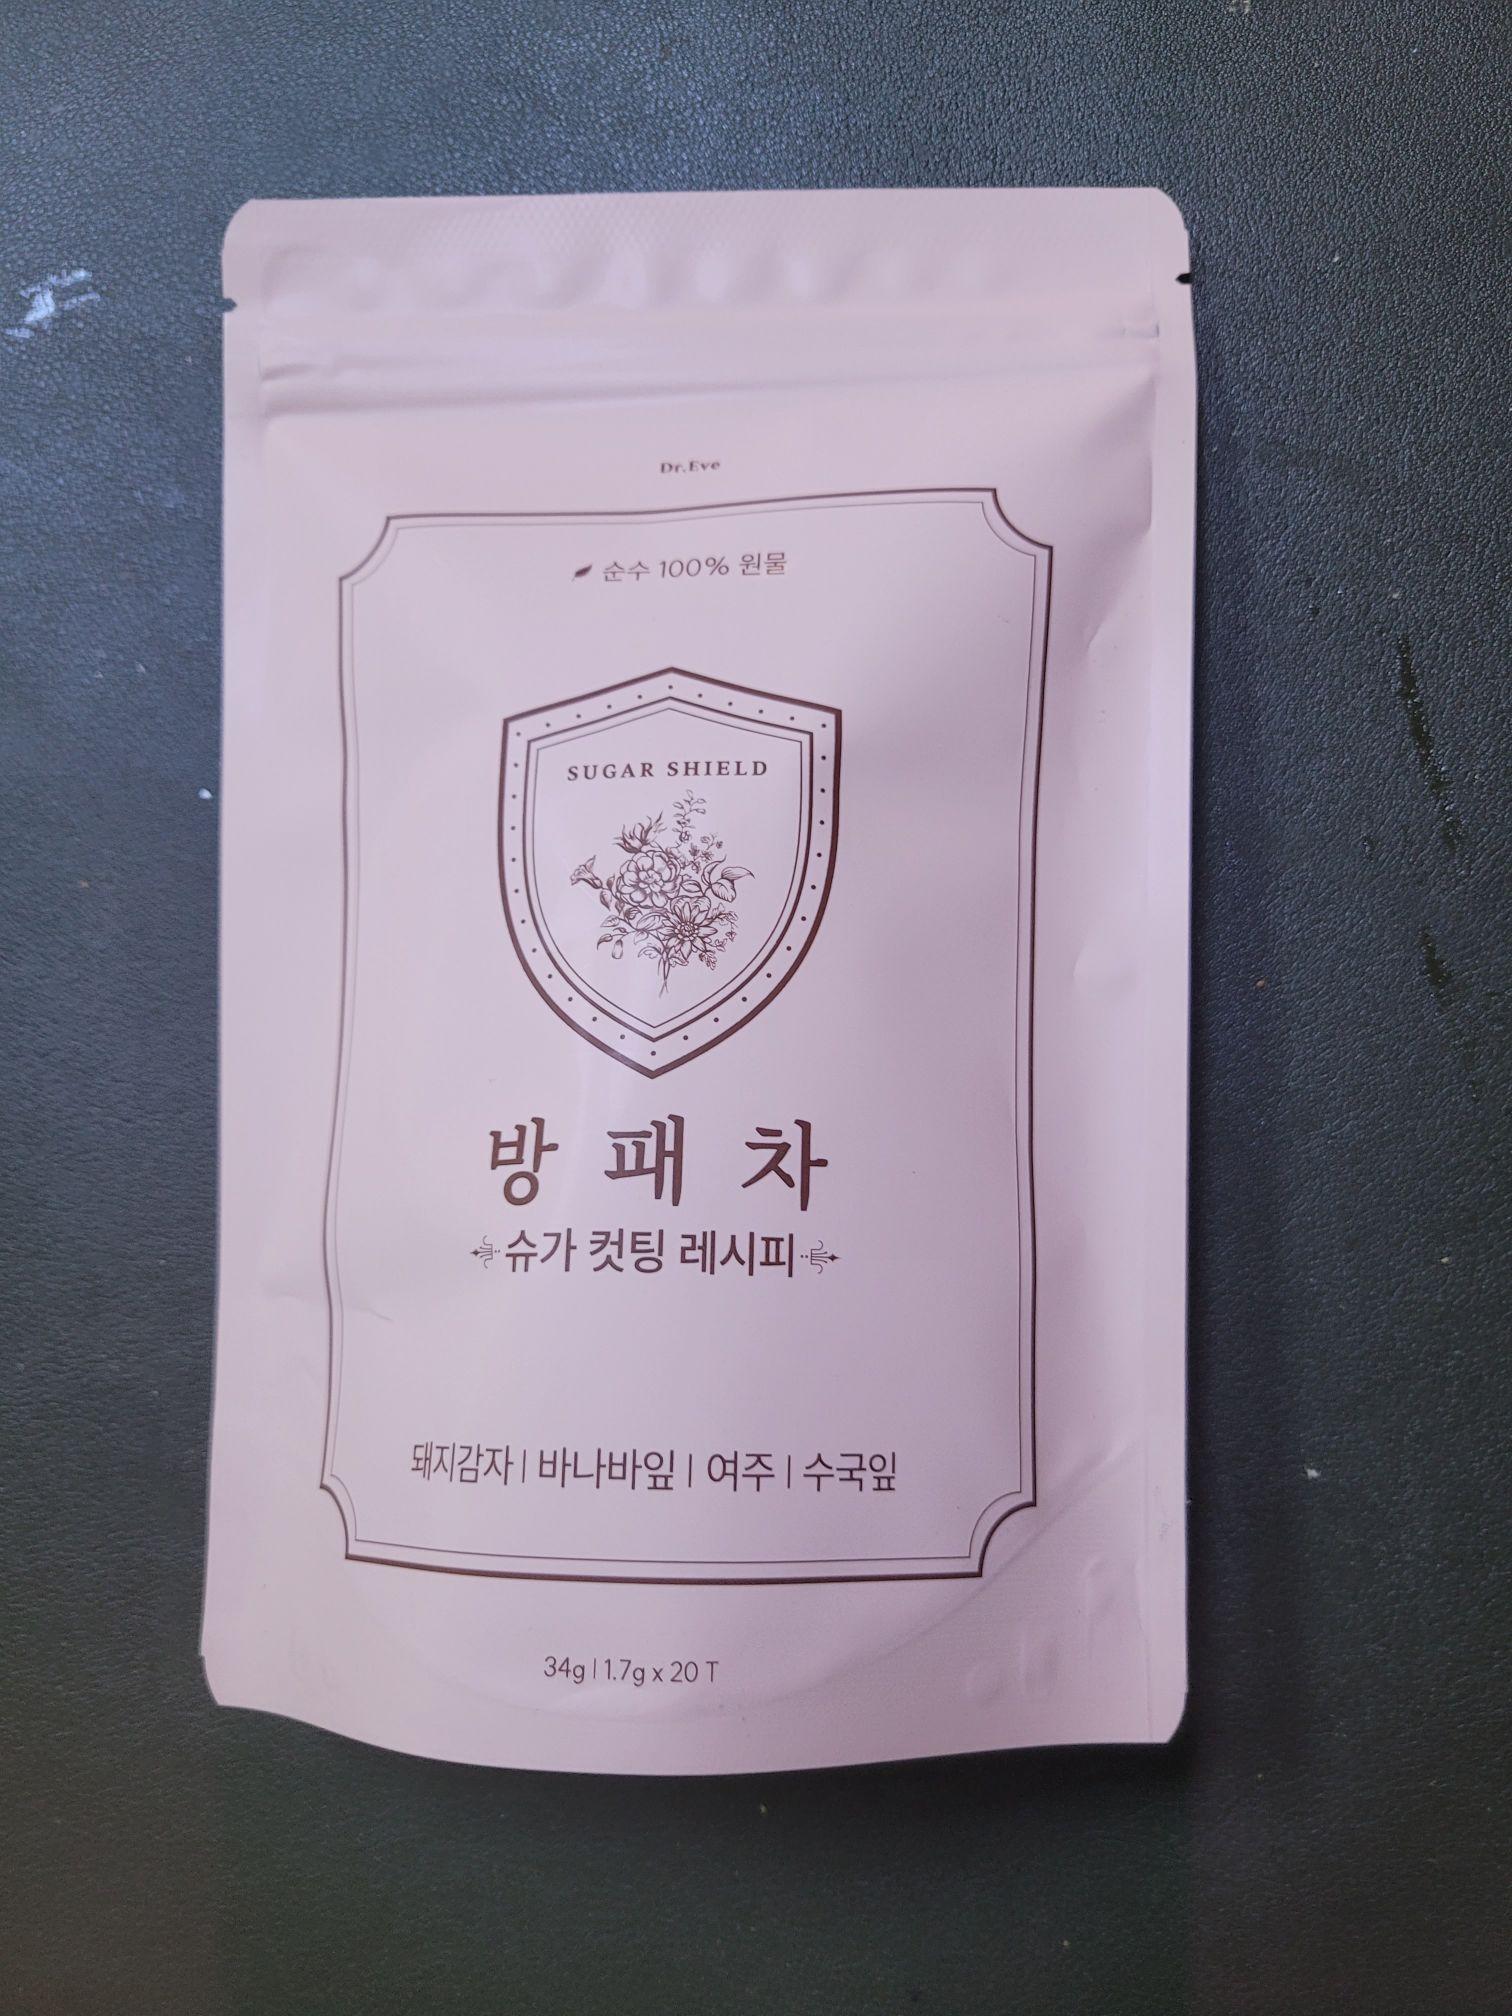 Dr.Eve
순수 100% 원물
SUGAR SHIELD
방패차
슈가 컷팅 레시피
돼지감자 | 바나바잎 | 여주 | 수국잎
34g | 1.7g x 20 T